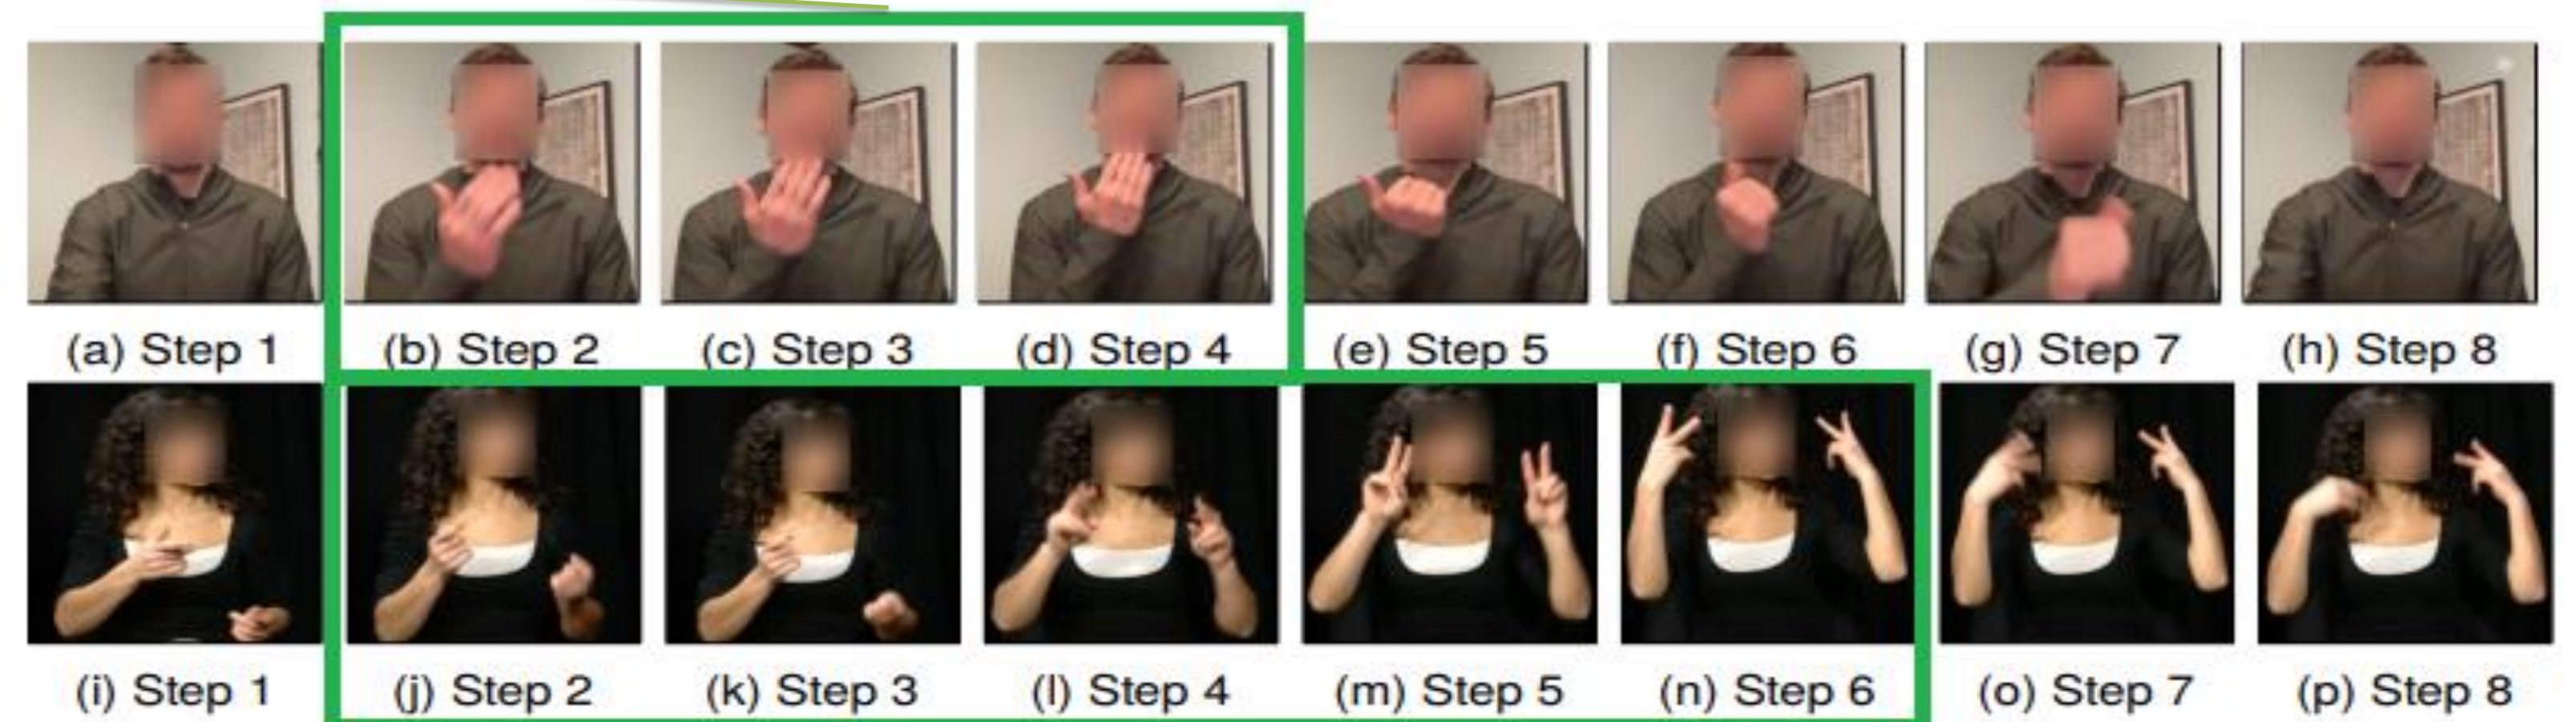 (a) Step 1 (b) Step 2 (c) Step 3 (d) Step 4 (e) Step 5 (f) Step 6 (g) Step 7 (h) Step 8
(i) Step 1 (j) Step 2 (k) Step 3 (l) Step 4 (m) Step 5 (n) Step 6 (o) Step 7 (p) Step 8